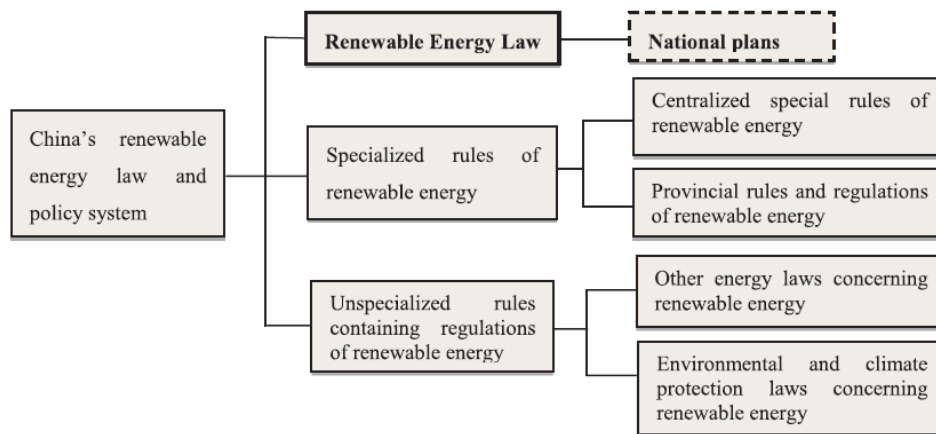 Renewable Energy Law
National plans
China's renewable
energy law and
policy system
Specialized rules of
renewable energy
Centralized special rules of
renewable energy
Provincial rules and regulations
of renewable energy
Unspecialized rules
containing regulations
of renewable energy
Other energy laws concerning
renewable energy
Environmental and climate
protection laws concerning
renewable energy